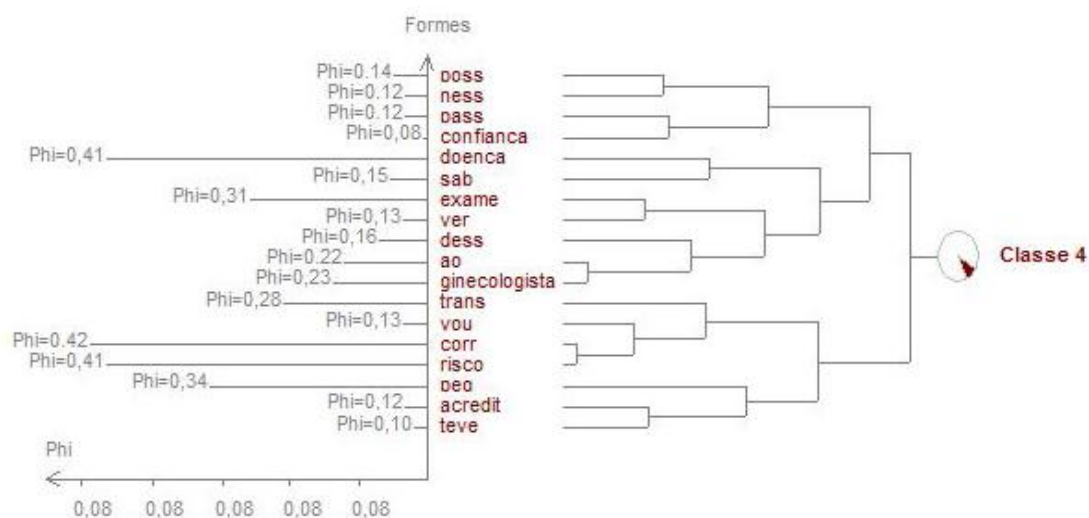 Formes
Phi=0.14 poss
Phi=0.12 ness
Phi=0.12 pass
Phi=0,08 confianca
Phi=0,41 doenca
Phi=0,15 sab
Phi=0,31 exame
Phi=0,13 ver
Phi=0,16 dess
Phi=0.22 ao
Phi=0,23 ginecologista
Phi=0,28 trans
Phi=0,13 vou
Phi=0.42 corr
Phi=0,41 risco
Phi=0,34 peg
Phi=0,12 acredit
Phi=0,10 teve
Classe 4
Phi
0,08 0,08 0,08 0,08 0,08